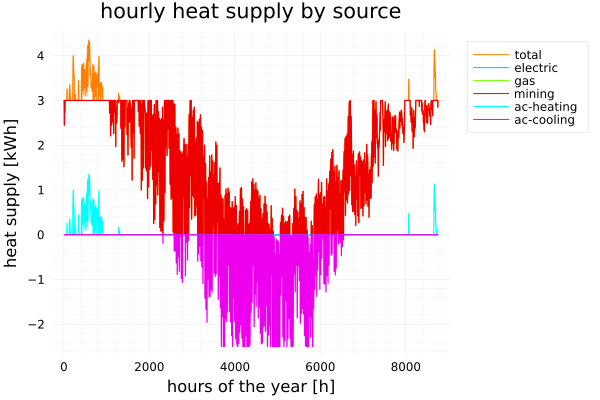 hourly heat supply by source
heat supply [kWh]
4
3
2
1
0
−1
−2
0 2000 4000 6000 8000
hours of the year [h]
total
electric
gas
mining
ac-heating
ac-cooling